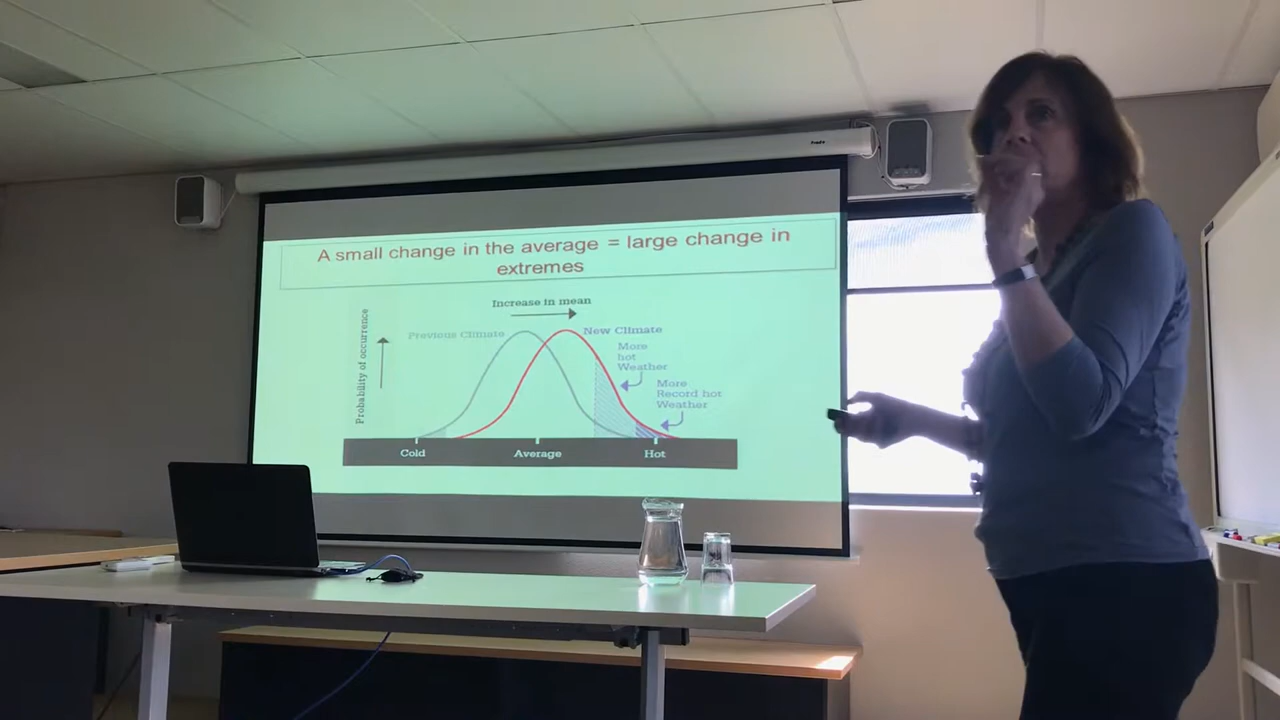 A small change in the average = large change in
extremes
Increase in mean
Previous Climate
New Climate
More
hot
Weather
More
Record hot
Weather
Probability of occurrence
Cold
Average
Hot